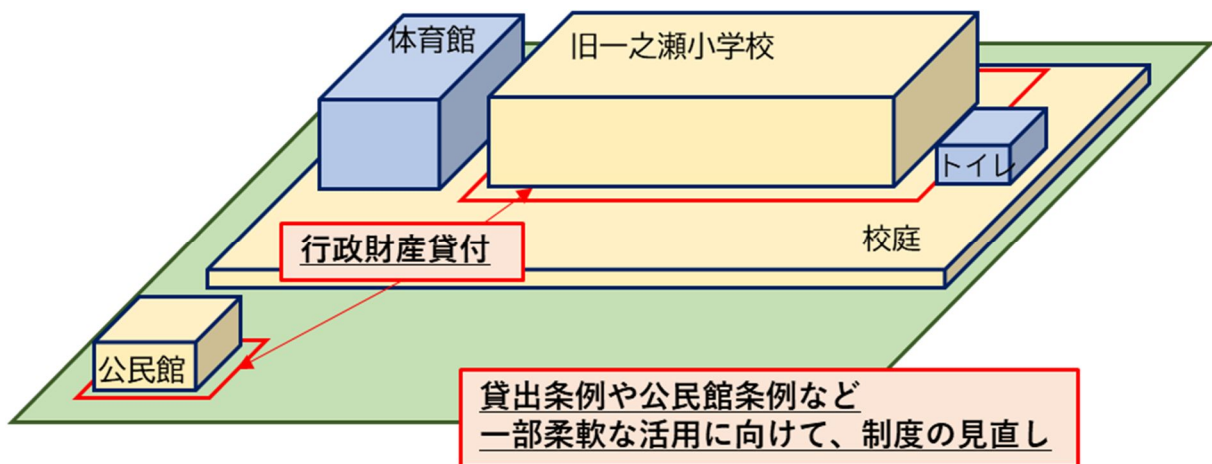 体育館
旧一之瀬小学校
トイレ
校庭
行政財産貸付
公民館
貸出条例や公民館条例など
一部柔軟な活用に向けて、制度の見直し